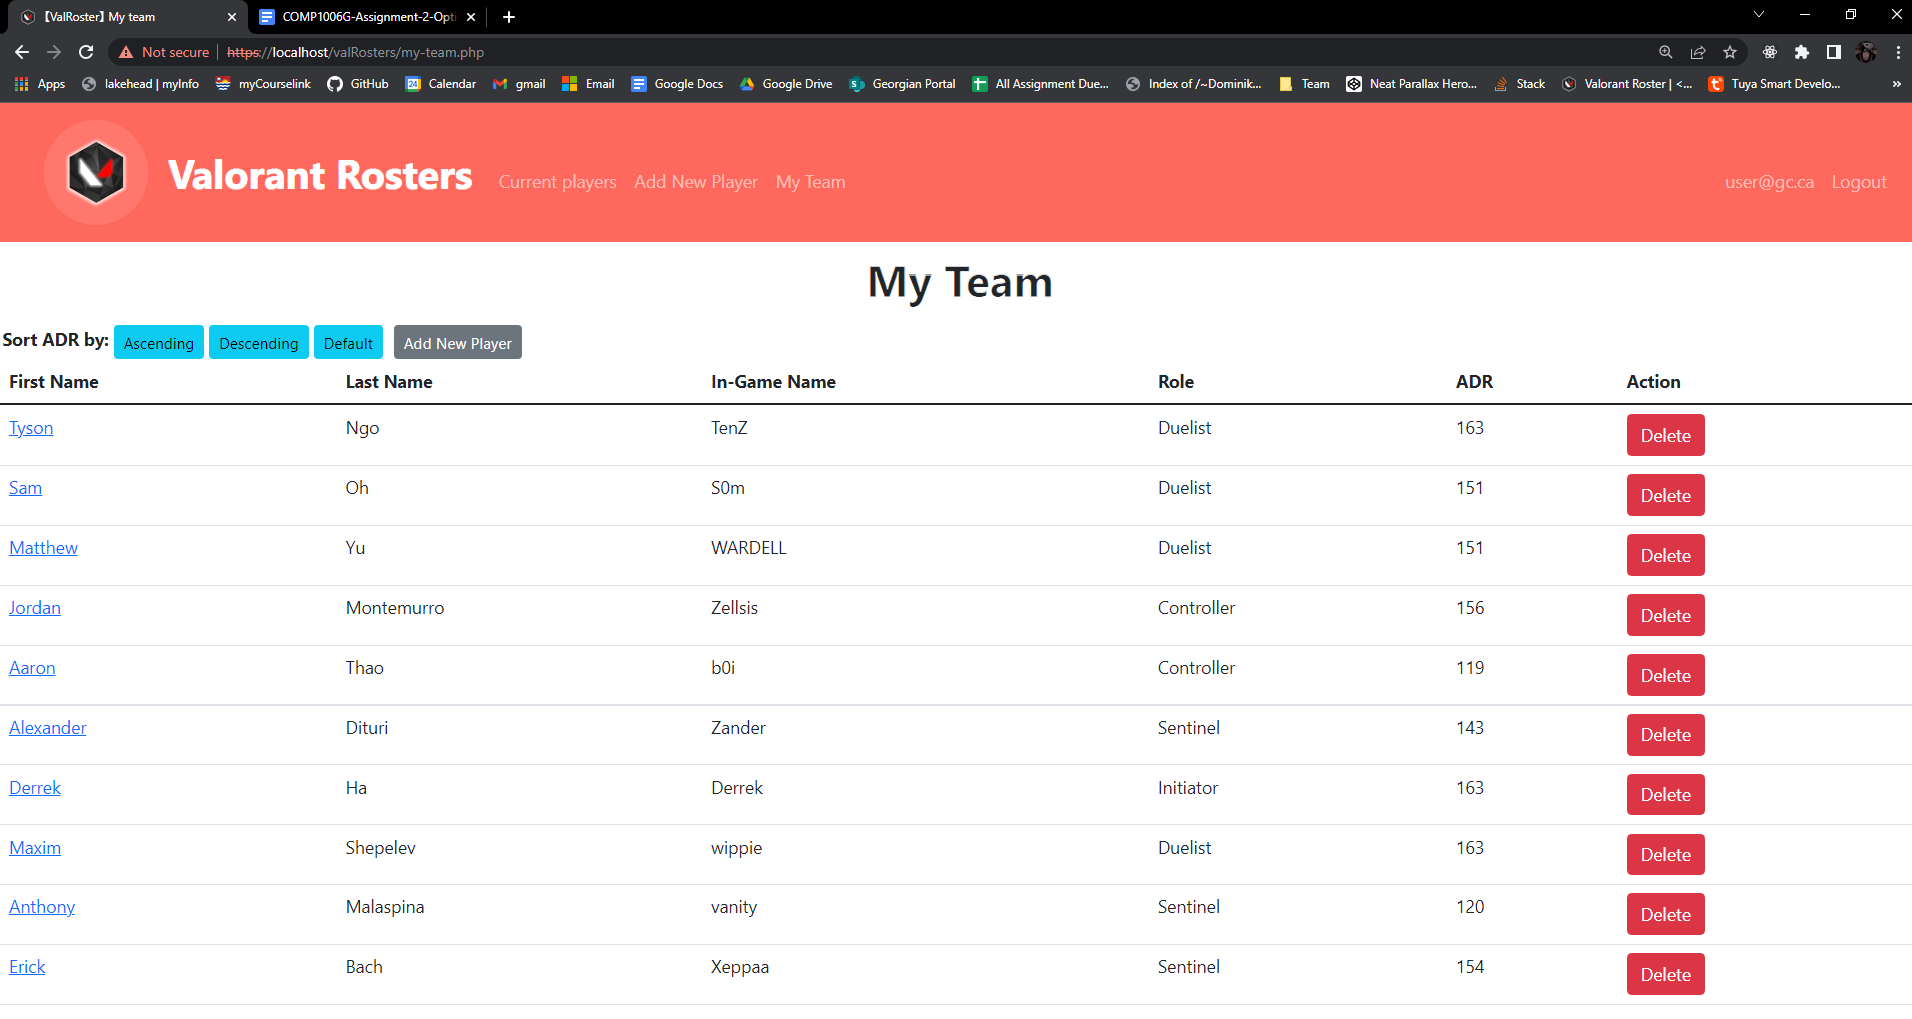 【ValRoster】My team
COMP1006G-Assignment-2-Opti
Not secure https://localhost/valRosters/my-team.php
Apps lakehead | myInfo myCourselink GitHub 24 Calendar gmail Email Google Docs Google Drive Georgian Portal All Assignment Due... Index of /~Dominik... Team Neat Parallax Hero... Stack Valorant Roster | <... Tuya Smart Develo... »
Valorant Rosters Current players Add New Player My Team user@gc.ca Logout
My Team
Sort ADR by: Ascending Descending Default Add New Player
First Name Last Name In-Game Name Role ADR Action
Tyson Ngo TenZ Duelist 163 Delete
Sam Oh S0m Duelist 151 Delete
Matthew Yu WARDELL Duelist 151 Delete
Jordan Montemurro Zellsis Controller 156 Delete
Aaron Thao b0i Controller 119 Delete
Alexander Dituri Zander Sentinel 143 Delete
Derrek Ha Derrek Initiator 163 Delete
Maxim Shepelev wippie Duelist 163 Delete
Anthony Malaspina vanity Sentinel 120 Delete
Erick Bach Xeppaa Sentinel 154 Delete